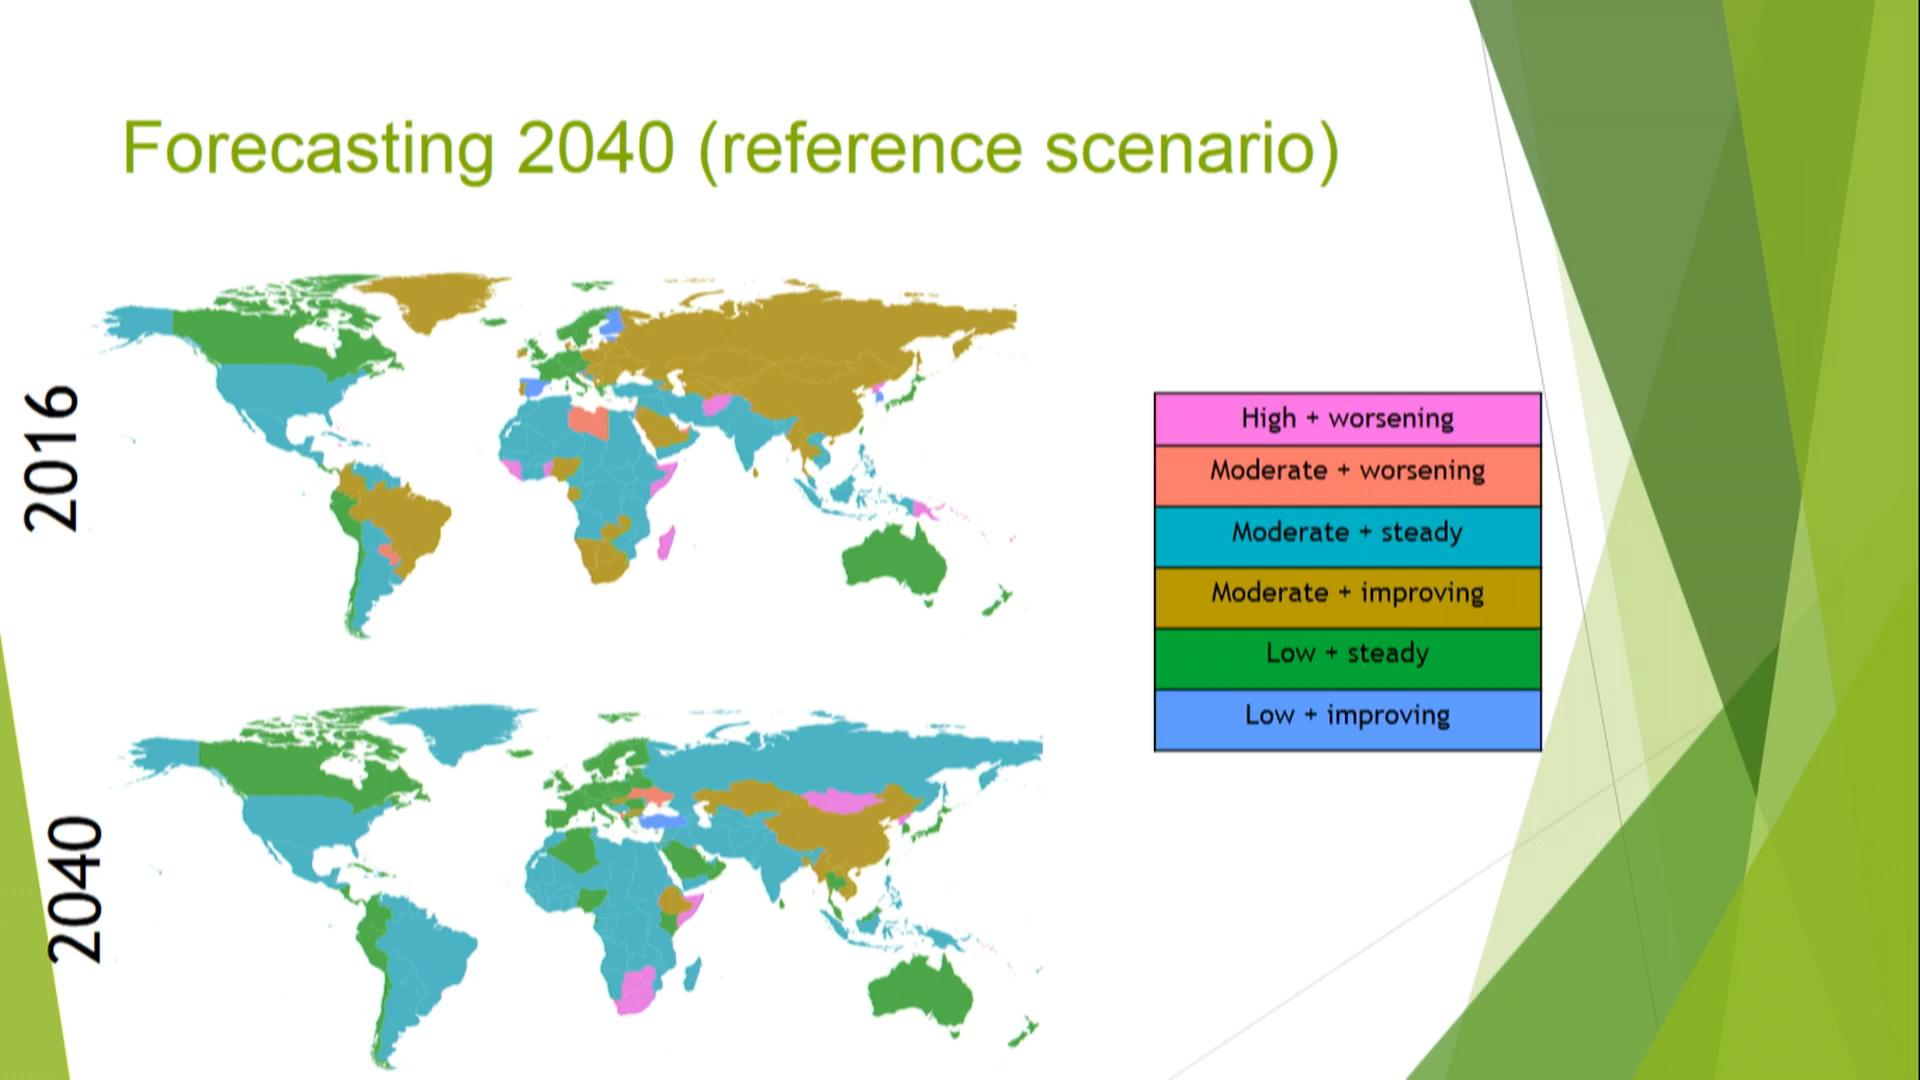 Forecasting 2040 (reference scenario)
2016
High + worsening
Moderate + worsening
Moderate + steady
Moderate + improving
Low + steady
Low + improving
2040